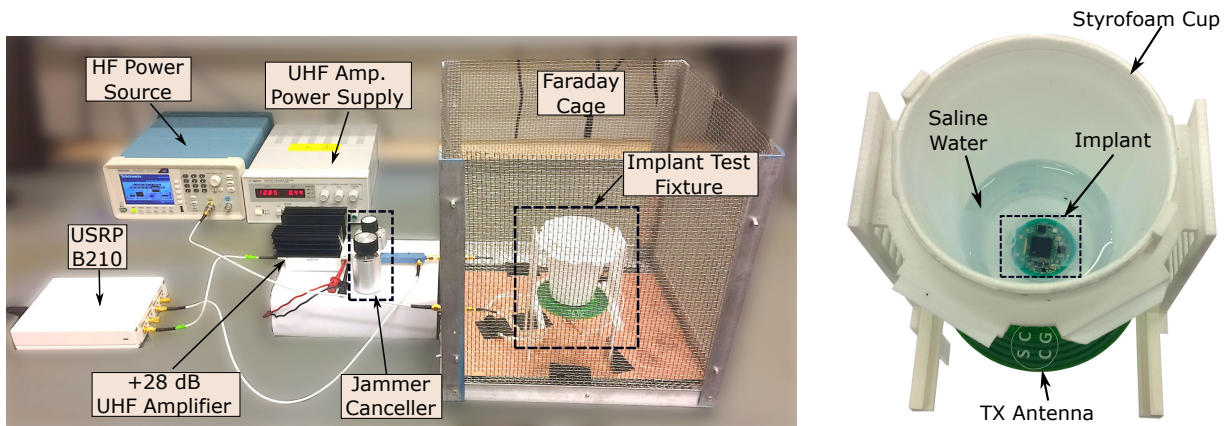 HF Power
Source
UHF Amp.
Power Supply
Faraday
Cage
Implant Test
Fixture
USRP
B210
+28 dB
UHF Amplifier
Jammer
Canceller
Styrofoam Cup
Saline
Water
Implant
S C
C G
TX Antenna